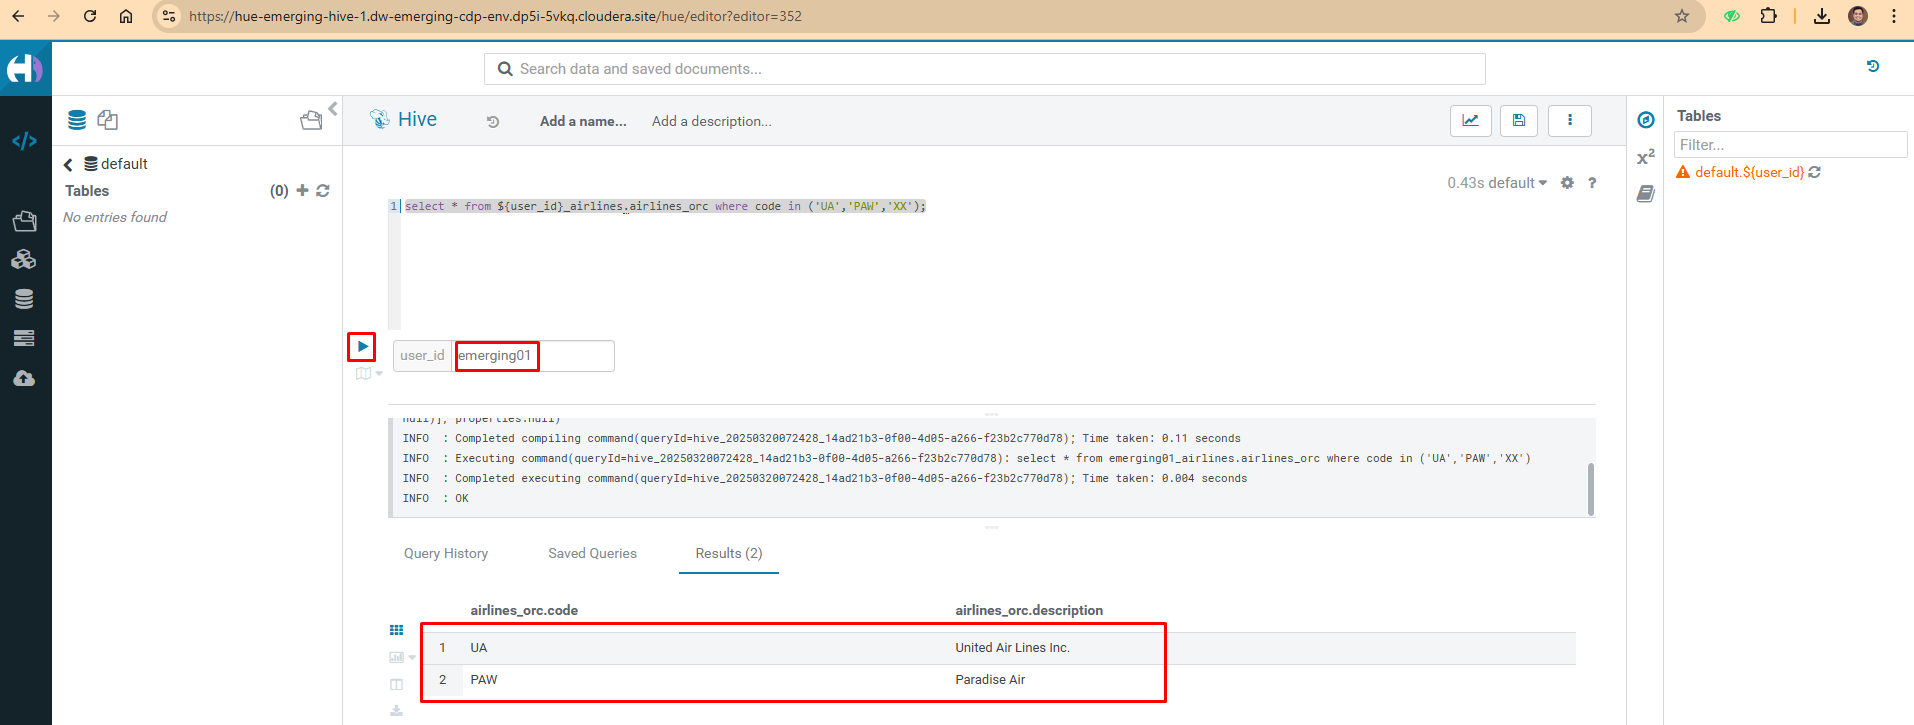 https://hue-emerging-hive-1.dw-emerging-cdp-env.dp5i-5vkq.cloudera.site/hue/editor?editor=352
Search data and saved documents...
Hive
Add a name...
Add a description...
Tables
Filter...
default.${user_id}
default
Tables
(0)
No entries found
0.43s default
?
x²
1 select * from ${user_id}_airlines.airlines_orc where code in ('UA','PAW','XX');
user_id emerging01
null)], properties:null)
INFO : Completed compiling command(queryId=hive_20250320072428_14ad21b3-0f00-4d05-a266-f23b2c770d78); Time taken: 0.11 seconds
INFO : Executing command(queryId=hive_20250320072428_14ad21b3-0f00-4d05-a266-f23b2c770d78): select * from emerging01_airlines.airlines_orc where code in ('UA','PAW','XX')
INFO : Completed executing command(queryId=hive_20250320072428_14ad21b3-0f00-4d05-a266-f23b2c770d78); Time taken: 0.004 seconds
INFO : OK
Query History
Saved Queries
Results (2)
airlines_orc.code airlines_orc.description
1 UA United Air Lines Inc.
2 PAW Paradise Air